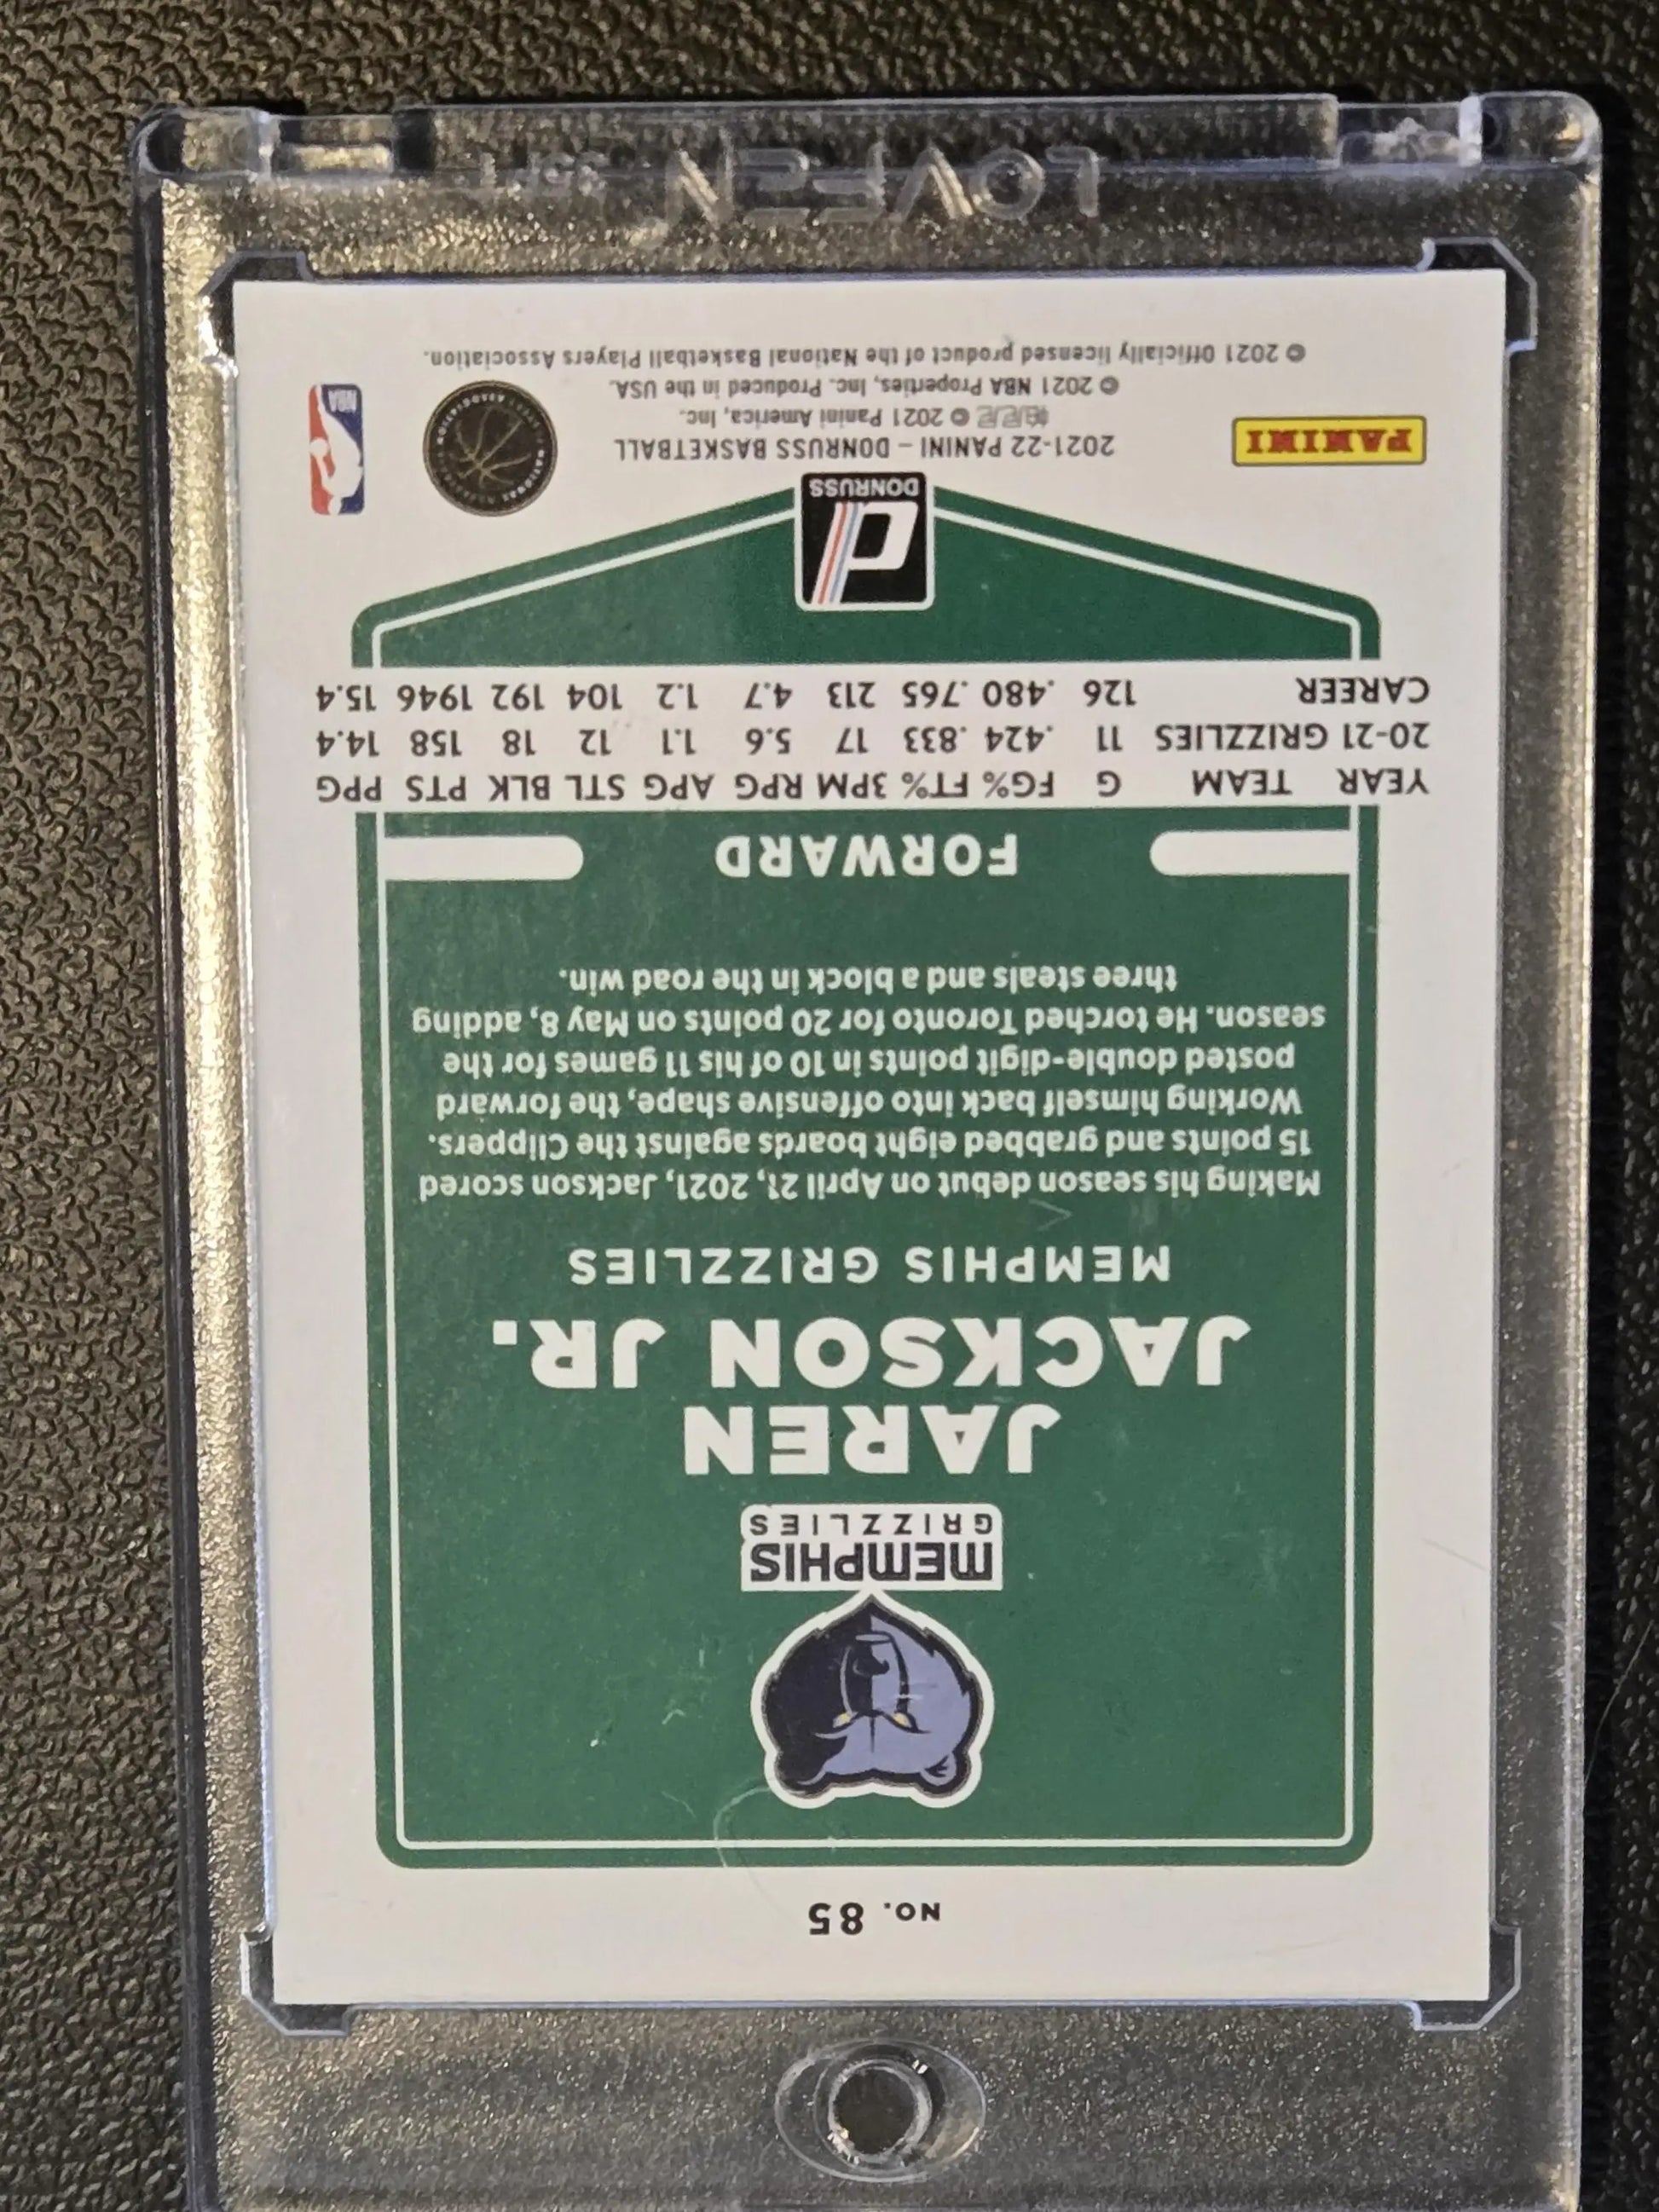 NO. 85
MEMPHIS
GRIZZLIES
JAREN
JACKSON JR.
MEMPHIS GRIZZLIES
Making his season debut on April 21, 2021, Jackson scored
15 points and grabbed eight boards against the Clippers.
Working himself back into offensive shape, the forward
posted double-digit points in 10 of his 11 games for the
season. He torched Toronto for 20 points on May 8, adding
three steals and a block in the road win.
FORWARD
YEAR TEAM G FG% FT% 3PM RPG APG STL BLK PTS PPG
20-21 GRIZZLIES 11 .424 .833 17 5.6 1.1 12 18 158 14.4
CAREER 126 .480 .765 213 4.7 1.2 104 192 1946 15.4
DONRUSS
PANINI
2021-22 PANINI – DONRUSS BASKETBALL
© 2021 Panini America, Inc.
© 2021 NBA Properties, Inc. Produced in the USA.
© 2021 Officially licensed product of the National Basketball Players Association.
NATIONAL ASSOCIATION
NBA